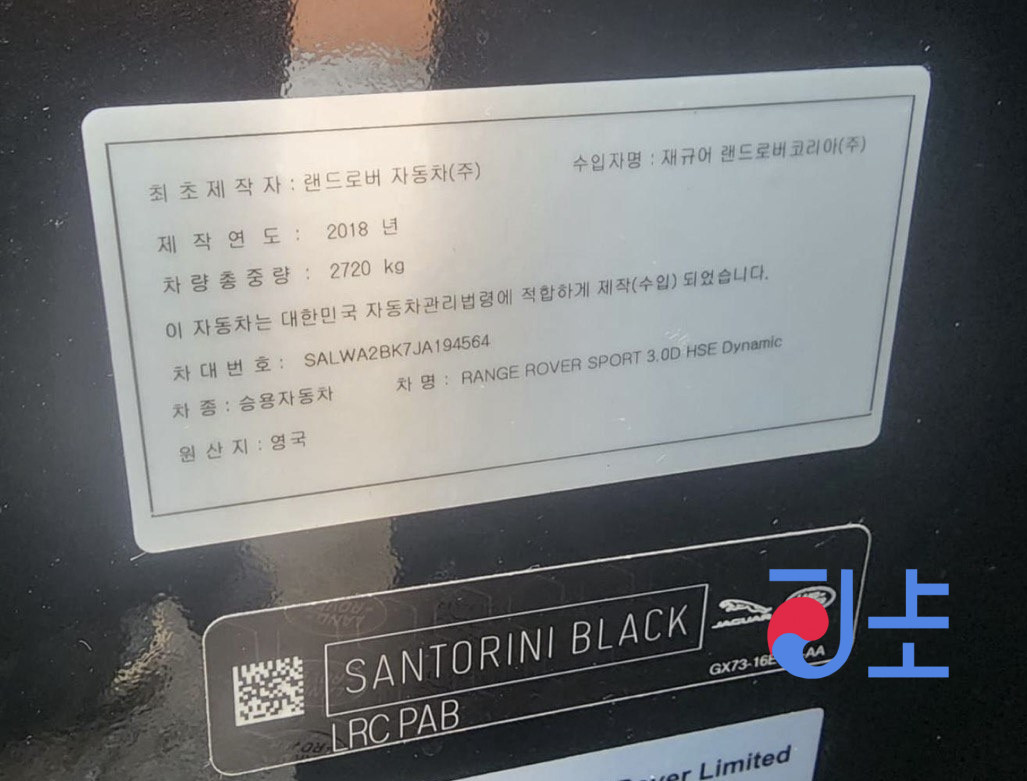 최초제작자 : 랜드로버 자동차(주) 수입자명 : 재규어 랜드로버코리아(주)
제작연도 : 2018 년
차량총중량 : 2720 kg
이 자동차는 대한민국 자동차관리법령에 적합하게 제작(수입) 되었습니다.
차대번호 : SALWA2BK7JA194564
차종 : 승용자동차 차명 : RANGE ROVER SPORT 3.0D HSE Dynamic
원산지 : 영국
SANTORINI BLACK
JAGUAR
LRC PAB
Limited